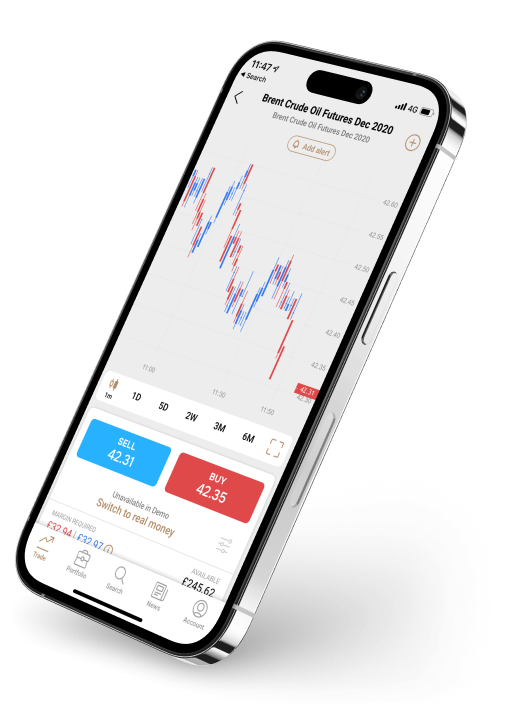 11:47
Search
4G
Brent Crude Oil Futures Dec 2020
Brent Crude Oil Futures Dec 2020
Add alert
42.60
42.55
42.50
42.45
42.40
42.35
42.31
42.30
11:00
11:30
11:50
1m
1D
5D
2W
3M
6M
SELL
42.31
BUY
42.35
Unavailable in Demo
Switch to real money
MARGIN REQUIRED
£32.94 | £32.97
AVAILABLE
£245.62
Trade
Portfolio
Search
News
Account